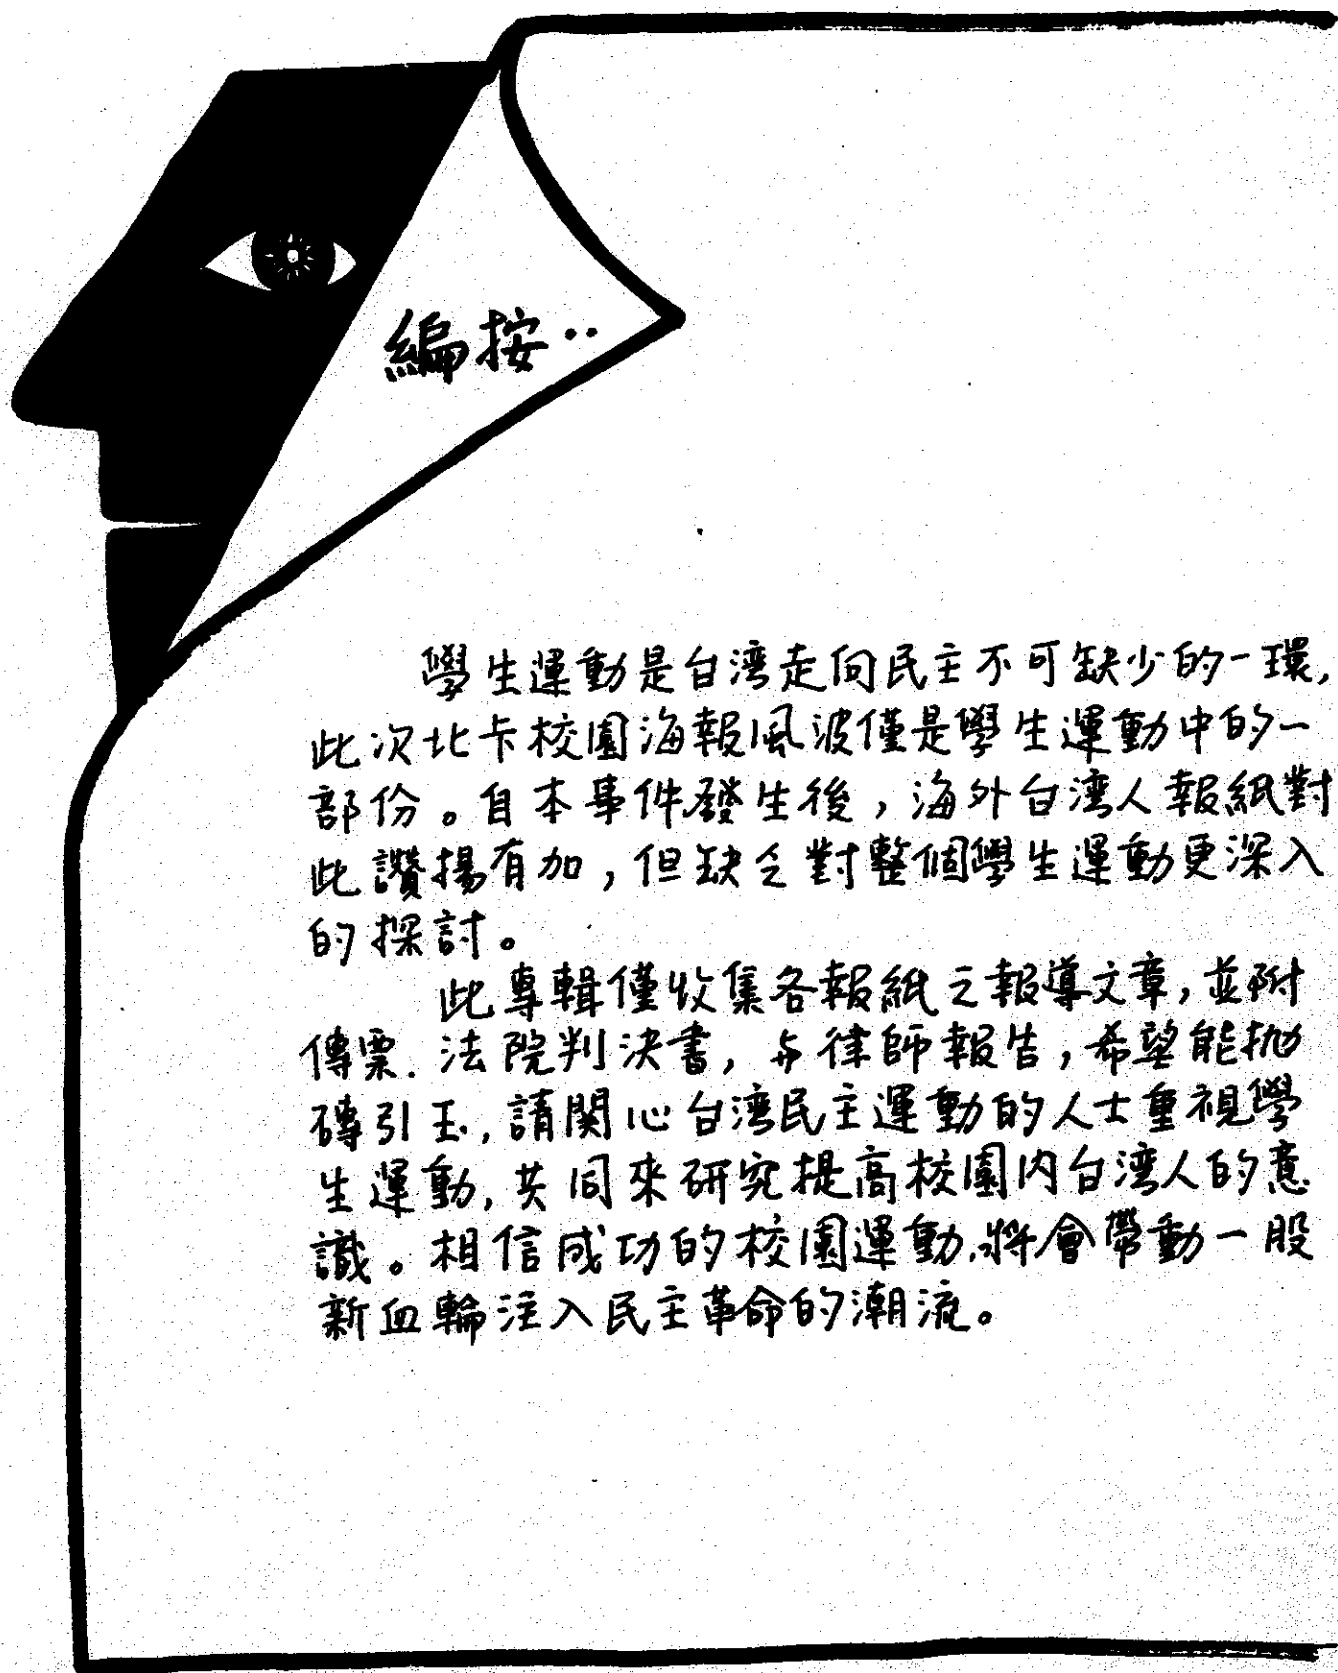 編按：
學生運動是台湾走向民主不可缺少的一環,
此次北卡校園海報風波僅是學生運動中的一
部份。自本事件發生後，海外台湾人報紙對
此讚揚有加，但缺乏對整個學生運動更深入
的探討。
此專輯僅收集各報紙之報導文章,並附
傳票.法院判決書,与律師報告,希望能抛
磚引玉,請関心台湾民主運動的人士重視學
生運動,共同來研究提高校園内台湾人的意
識。相信成功的校園運動,將會帶動一股
新血輪注入民主革命的潮流。